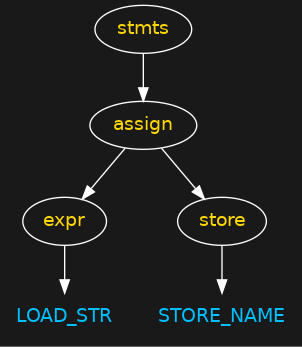 stmts
assign
expr
store
LOAD_STR
STORE_NAME